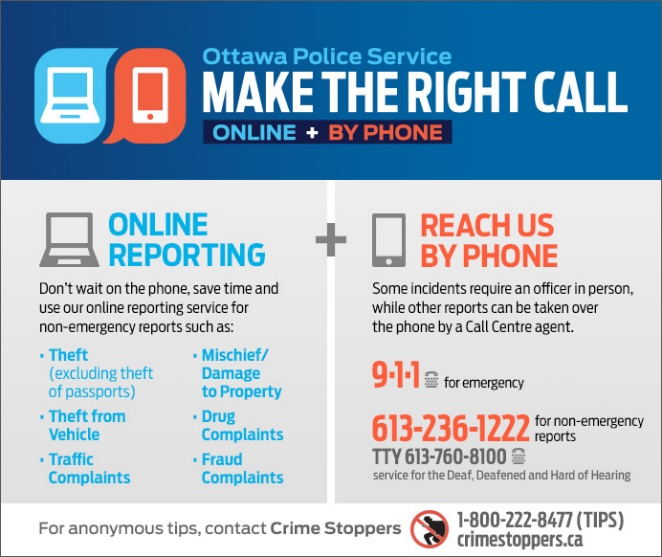 Ottawa Police Service
MAKE THE RIGHT CALL
ONLINE + BY PHONE
ONLINE
REPORTING
Don't wait on the phone, save time and
use our online reporting service for
non-emergency reports such as:
• Theft
(excluding theft
of passports)
• Theft from
Vehicle
• Traffic
Complaints
• Mischief/
Damage
to Property
• Drug
Complaints
• Fraud
Complaints
+
REACH US
BY PHONE
Some incidents require an officer in person,
while other reports can be taken over
the phone by a Call Centre agent.
9-1-1 for emergency
613-236-1222 for non-emergency
reports
TTY 613-760-8100
service for the Deaf, Deafened and Hard of Hearing
For anonymous tips, contact Crime Stoppers
1-800-222-8477 (TIPS)
crimestoppers.ca